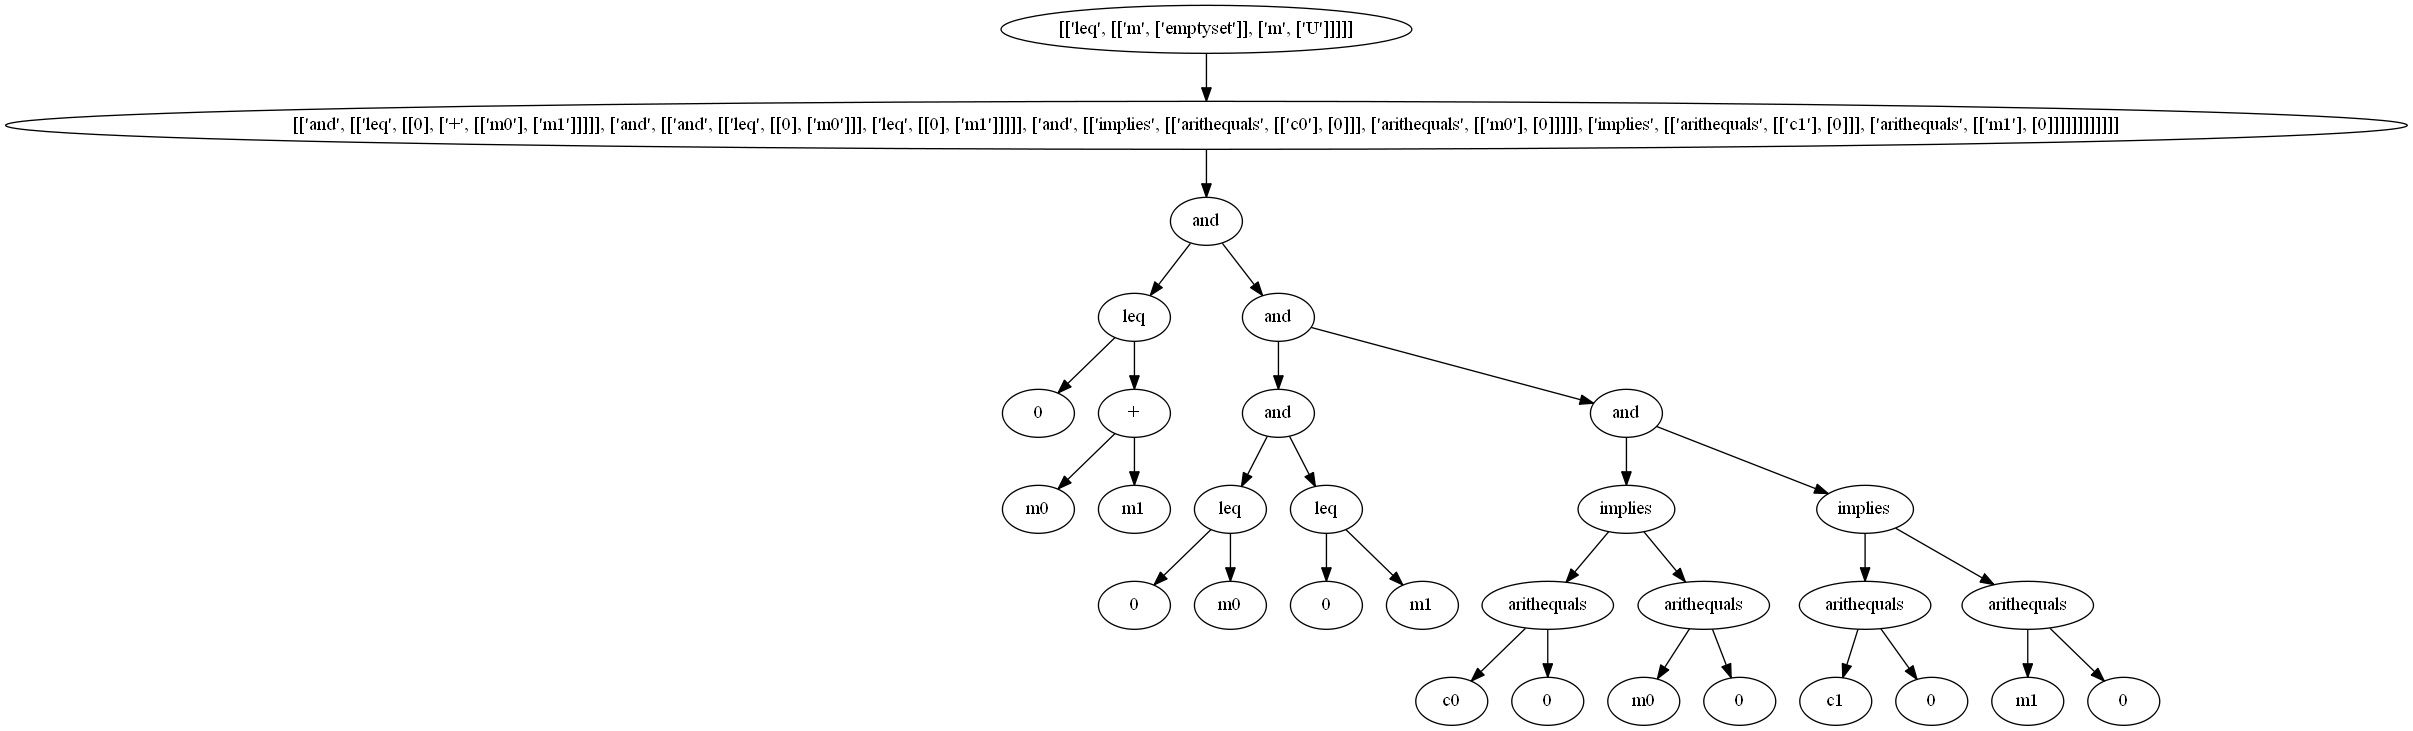 [['leq', [['m', ['emptyset']], ['m', ['U']]]]]
[['and', [['leq', [[0], ['+', [['m0'], ['m1']]]]], ['and', [['and', [['leq', [[0], ['m0']]], ['leq', [[0], ['m1']]]]], ['and', [['implies', [['arithequals', [['c0'], [0]]], ['arithequals', [['m0'], [0]]]]], ['implies', [['arithequals', [['c1'], [0]]], ['arithequals', [['m1'], [0]]]]]]]]]]]]
and
leq and
0 + and and
m0 m1 leq leq implies implies
0 m0 0 m1 arithequals arithequals arithequals arithequals
c0 0 m0 0 c1 0 m1 0